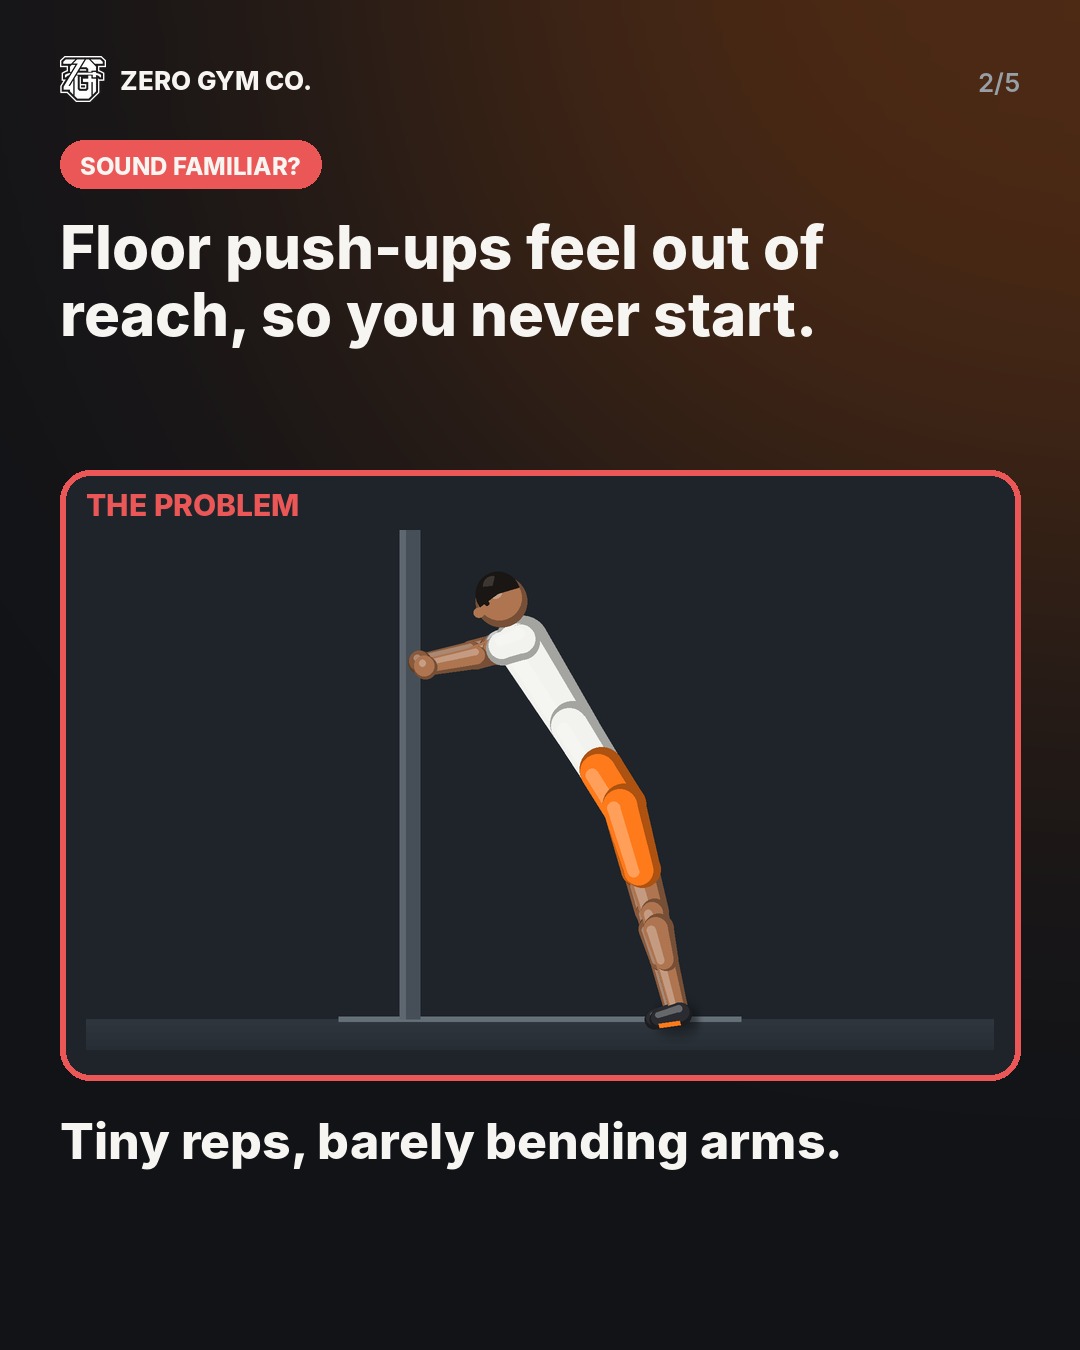 ZERO GYM CO.
2/5
SOUND FAMILIAR?
Floor push-ups feel out of
reach, so you never start.
THE PROBLEM
Tiny reps, barely bending arms.